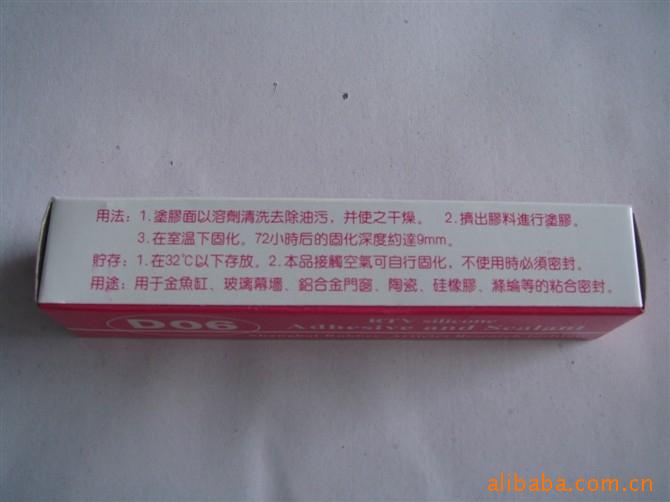 用法：1.塗膠面以溶劑清洗去除油污，并使之干燥。 2.擠出膠料進行塗膠。
3.在室温下固化。72小時后的固化深度約達9mm。
貯存：1.在32℃以下存放。2.本品接觸空氣可自行固化，不使用時必須密封。
用途：用于金魚缸、玻璃幕墻、鋁合金門窗、陶瓷、硅橡膠、滌綸等的粘合密封。
D06
RTV silicone
Adhesive and Sealant
alibaba.com.cn